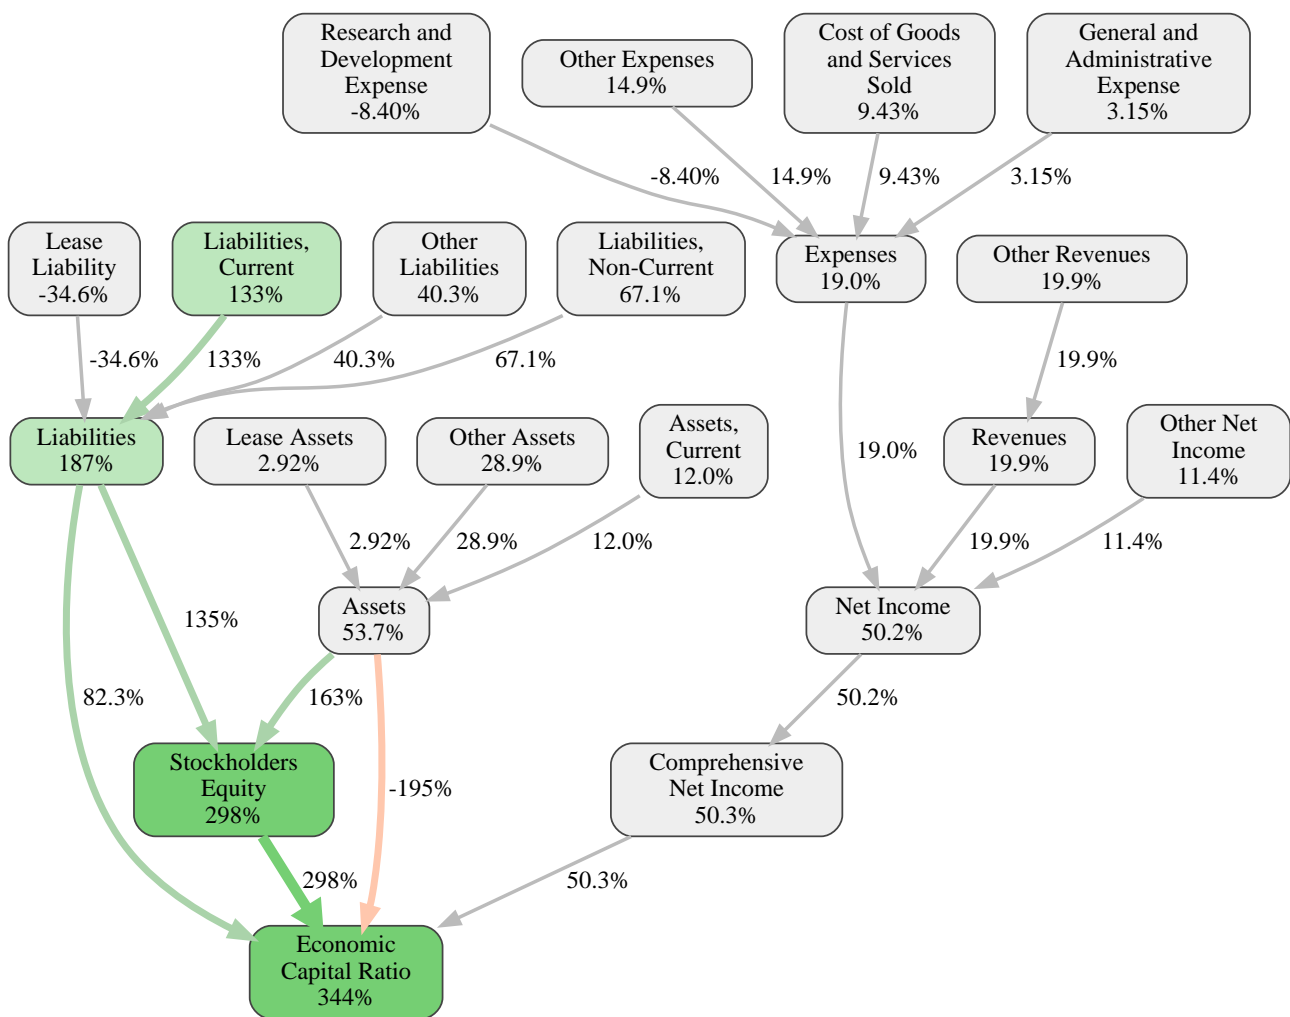 Research and
Development
Expense
-8.40%
Other Expenses
14.9%
Cost of Goods
and Services
Sold
9.43%
General and
Administrative
Expense
3.15%
-8.40%
14.9%
9.43%
3.15%
Lease
Liability
-34.6%
Liabilities,
Current
133%
Other
Liabilities
40.3%
Liabilities,
Non-Current
67.1%
Expenses
19.0%
Other Revenues
19.9%
-34.6%
133%
40.3%
67.1%
19.9%
Liabilities
187%
Lease Assets
2.92%
Other Assets
28.9%
Assets,
Current
12.0%
19.0%
Revenues
19.9%
Other Net
Income
11.4%
2.92%
28.9%
12.0%
19.9%
11.4%
135%
Assets
53.7%
Net Income
50.2%
82.3%
163%
50.2%
Stockholders
Equity
298%
-195%
Comprehensive
Net Income
50.3%
298%
50.3%
Economic
Capital Ratio
344%